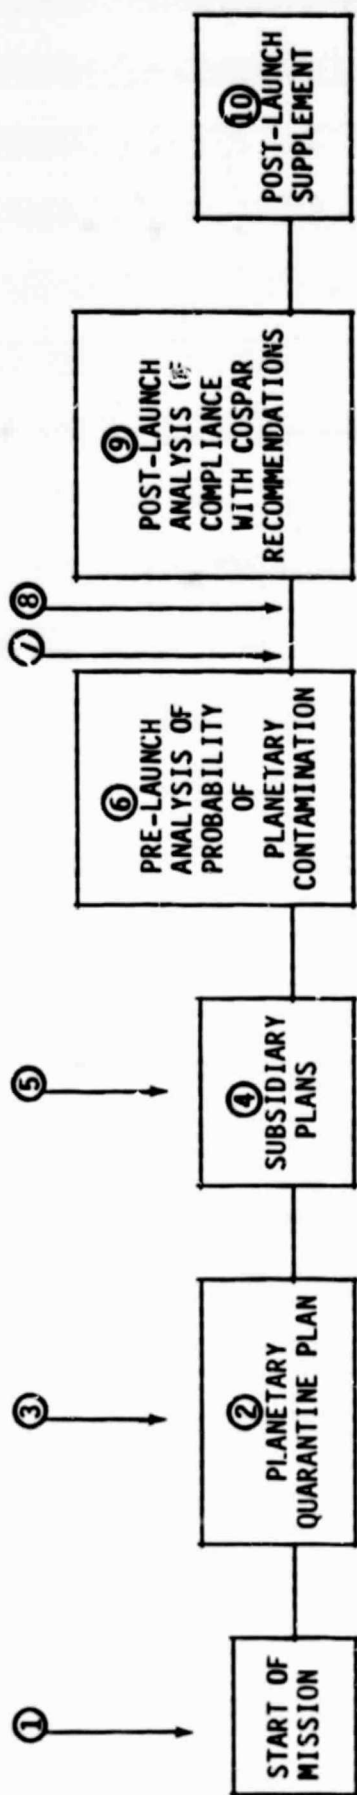 ①
START OF
MISSION
③
②
PLANETARY
QUARANTINE PLAN
⑤
④
SUBSIDIARY
PLANS
⑥
PRE-LAUNCH
ANALYSIS OF
PROBABILITY
OF
PLANETARY
CONTAMINATION
⑧
⑨
POST-LAUNCH
ANALYSIS
COMPLIANCE
WITH COSPAR
RECOMMENDATIONS
⑩
POST-LAUNCH
SUPPLEMENT